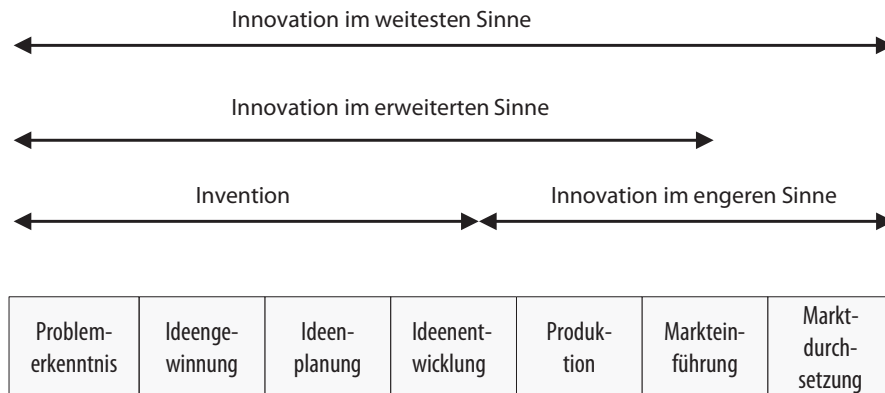 Innovation im weitesten Sinne
Innovation im erweiterten Sinne
Invention
Innovation im engeren Sinne
Problem-
erkenntnis
Ideenge-
winnung
Ideen-
planung
Ideenent-
wicklung
Produk-
tion
Marktein-
führung
Markt-
durch-
setzung